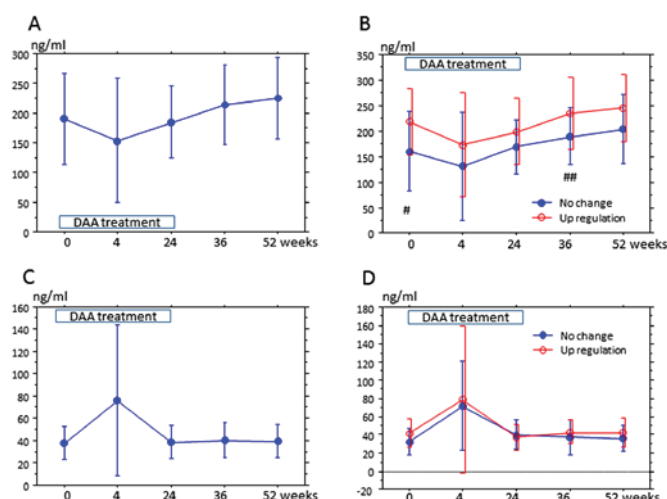 A
ng/ml
300
250
200
150
100
50
0
DAA treatment
0 4 24 36 52 weeks
B
ng/ml
350
300
250
200
150
100
50
0
DAA treatment
#
##
No change
Up regulation
0 4 24 36 52 weeks
C
ng/ml
160
140
120
100
80
60
40
20
0
DAA treatment
0 4 24 36 52 weeks
D
ng/ml
180
160
140
120
100
80
60
40
20
0
-20
DAA treatment
No change
Up regulation
0 4 24 36 52 weeks